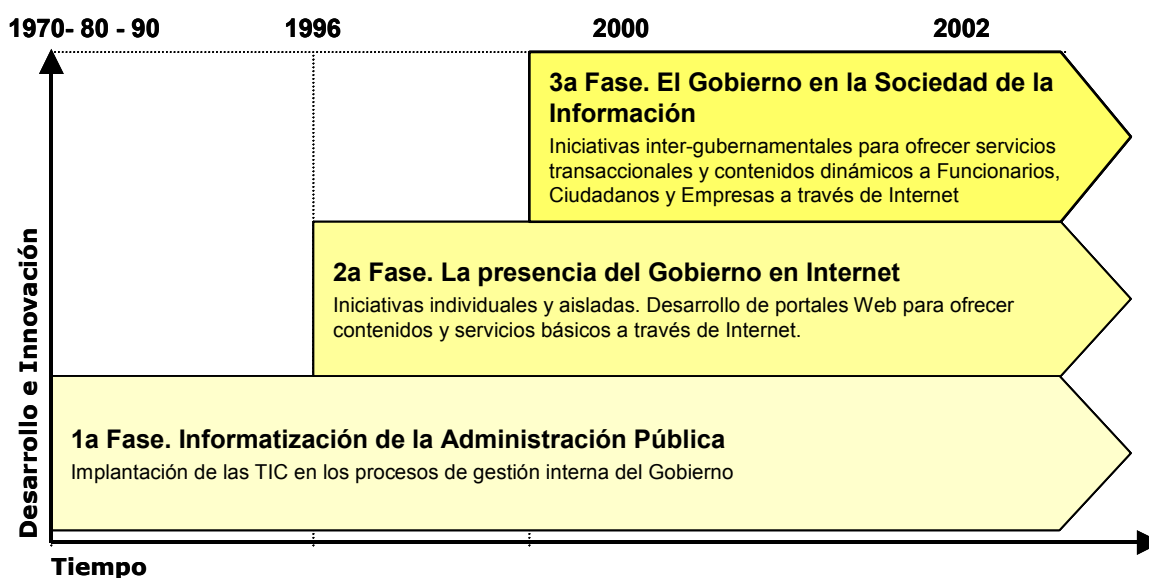 1970- 80 - 90 1996 2000 2002
3a Fase. El Gobierno en la Sociedad de la
Información
Iniciativas inter-gubernamentales para ofrecer servicios
transaccionales y contenidos dinámicos a Funcionarios,
Ciudadanos y Empresas a través de Internet
2a Fase. La presencia del Gobierno en Internet
Iniciativas individuales y aisladas. Desarrollo de portales Web para ofrecer
contenidos y servicios básicos a través de Internet.
1a Fase. Informatización de la Administración Pública
Implantación de las TIC en los procesos de gestión interna del Gobierno
Desarrollo e Innovación
Tiempo